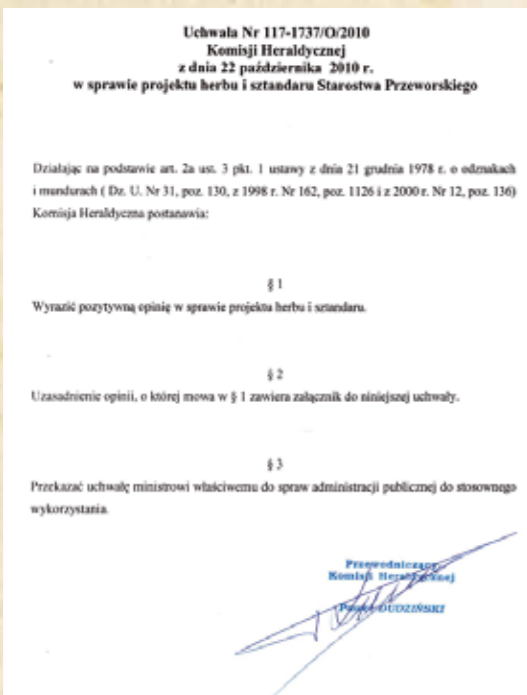 Uchwała Nr 117-1737/O/2010
Komisji Heraldycznej
z dnia 22 października 2010 r.
w sprawie projektu herbu i sztandaru Starostwa Przeworskiego
Działając na podstawie art. 2a ust. 3 pkt. 1 ustawy z dnia 21 grudnia 1978 r. o odznakach
i mundurach ( Dz. U. Nr 31, poz. 130, z 1998 r. Nr 162, poz. 1126 i z 2000 r. Nr 12, poz. 136)
Komisja Heraldyczna postanawia:
§ 1
Wyrazić pozytywną opinię w sprawie projektu herbu i sztandaru.
§ 2
Uzasadnienie opinii, o której mowa w § 1 zawiera załącznik do niniejszej uchwały.
§ 3
Przekazać uchwałę ministrowi właściwemu do spraw administracji publicznej do stosownego
wykorzystania.
Przewodniczący
Komisji Heraldycznej
DUDZIŃSKI